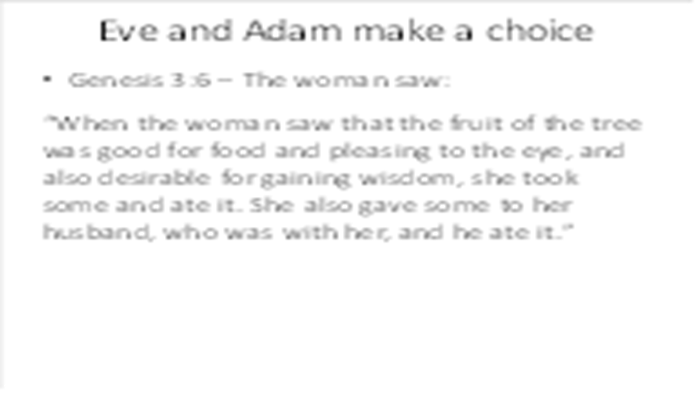 Eve and Adam make a choice
• Genesis 3:6 – The woman saw:
"When the woman saw that the fruit of the tree
was good for food and pleasing to the eye, and
also desirable for gaining wisdom, she took
some and ate it. She also gave some to her
husband, who was with her, and he ate it."